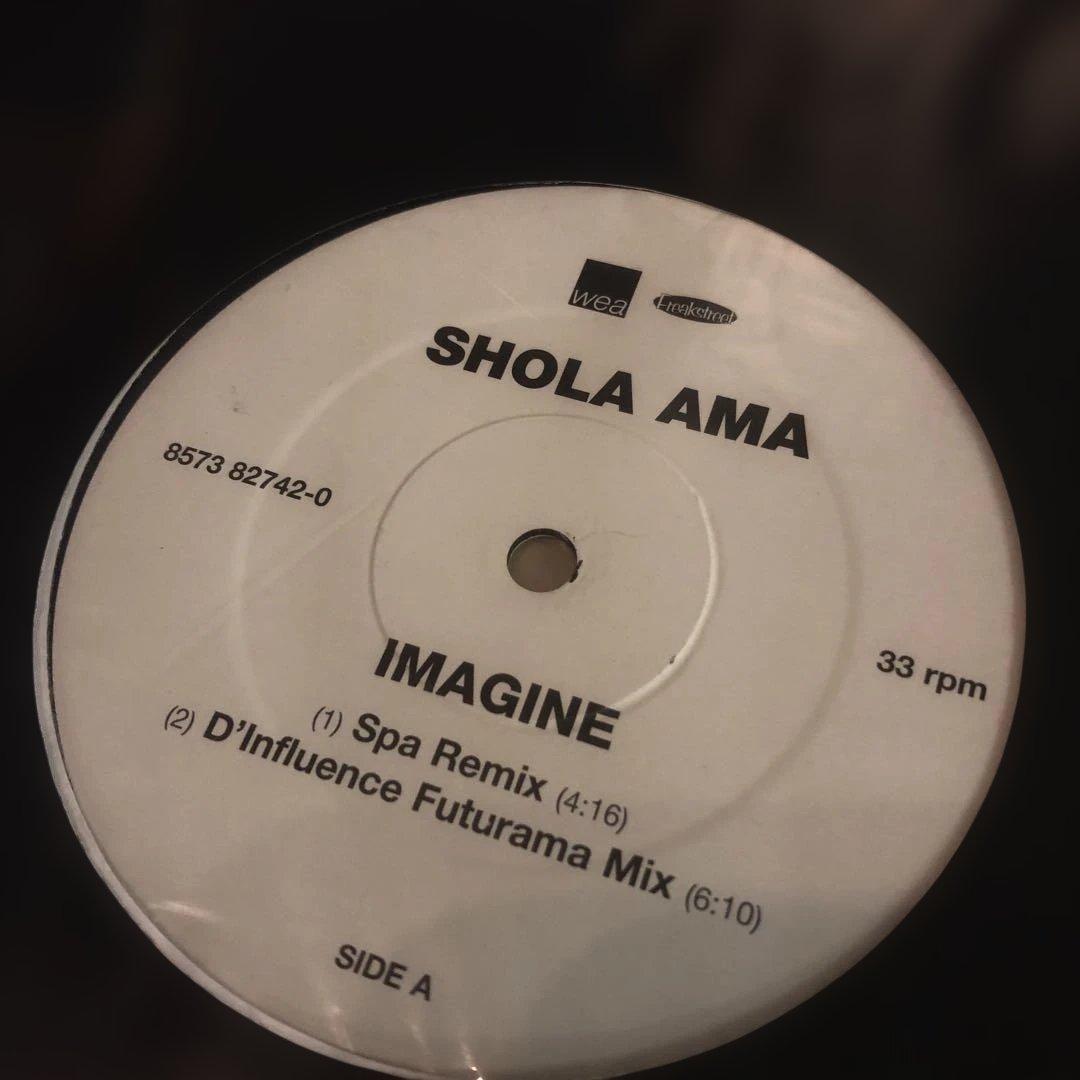 wea Freakstreet
SHOLA AMA
8573 82742-0
33 rpm
IMAGINE
(1) Spa Remix (4:16)
(2) D'Influence Futurama Mix (6:10)
SIDE A